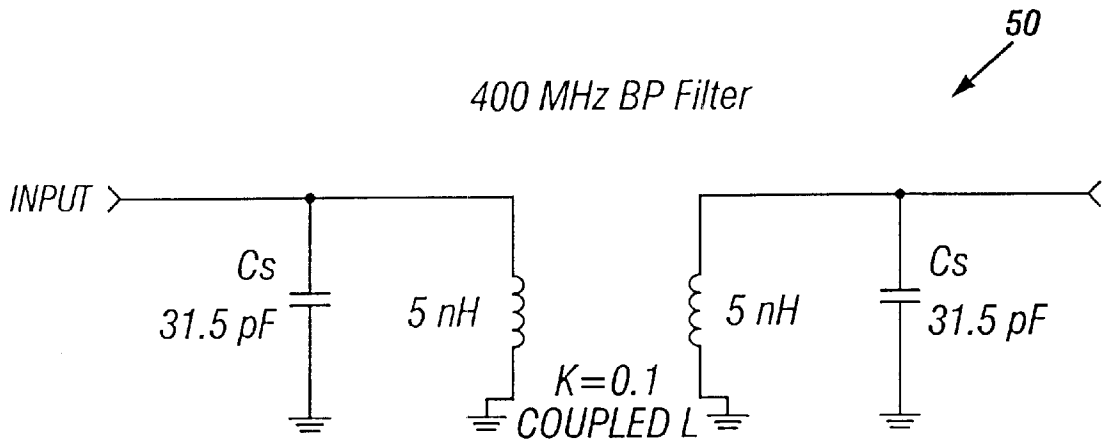 50
400 MHz BP Filter
INPUT
Cs
31.5 pF
5 nH
5 nH
Cs
31.5 pF
K=0.1
COUPLED L